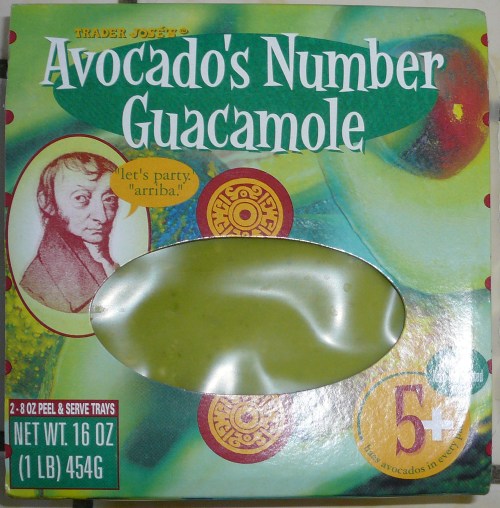 TRADER JOSÉ'S
Avocado's Number
Guacamole
"let's party."
"arriba."
2 - 8 OZ PEEL & SERVE TRAYS
NET WT. 16 OZ
(1 LB) 454G
5+
avocados in every